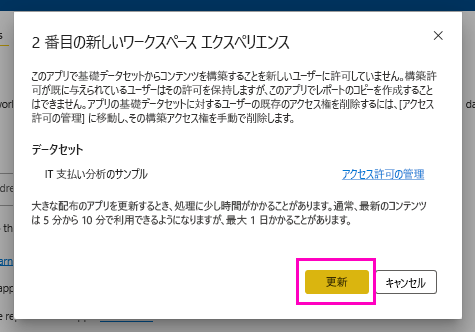 2 番目の新しいワークスペース エクスペリエンス
このアプリで基礎データセットからコンテンツを構築することを新しいユーザーに許可していません。構築許可
が既に与えられているユーザーはその許可を保持しますが、このアプリでレポートのコピーを作成すること
はできません。アプリの基礎データセットに対するユーザーの既存のアクセス権を削除するには、[アクセス
許可の管理] に移動し、その構築アクセス権を手動で削除します。
データセット
IT 支払い分析のサンプル
アクセス許可の管理
大きな配布のアプリを更新するとき、処理に少し時間がかかることがあります。通常、最新のコンテンツ
は 5 分から 10 分で利用できるようになりますが、最大 1 日かかることがあります。
更新
キャンセル